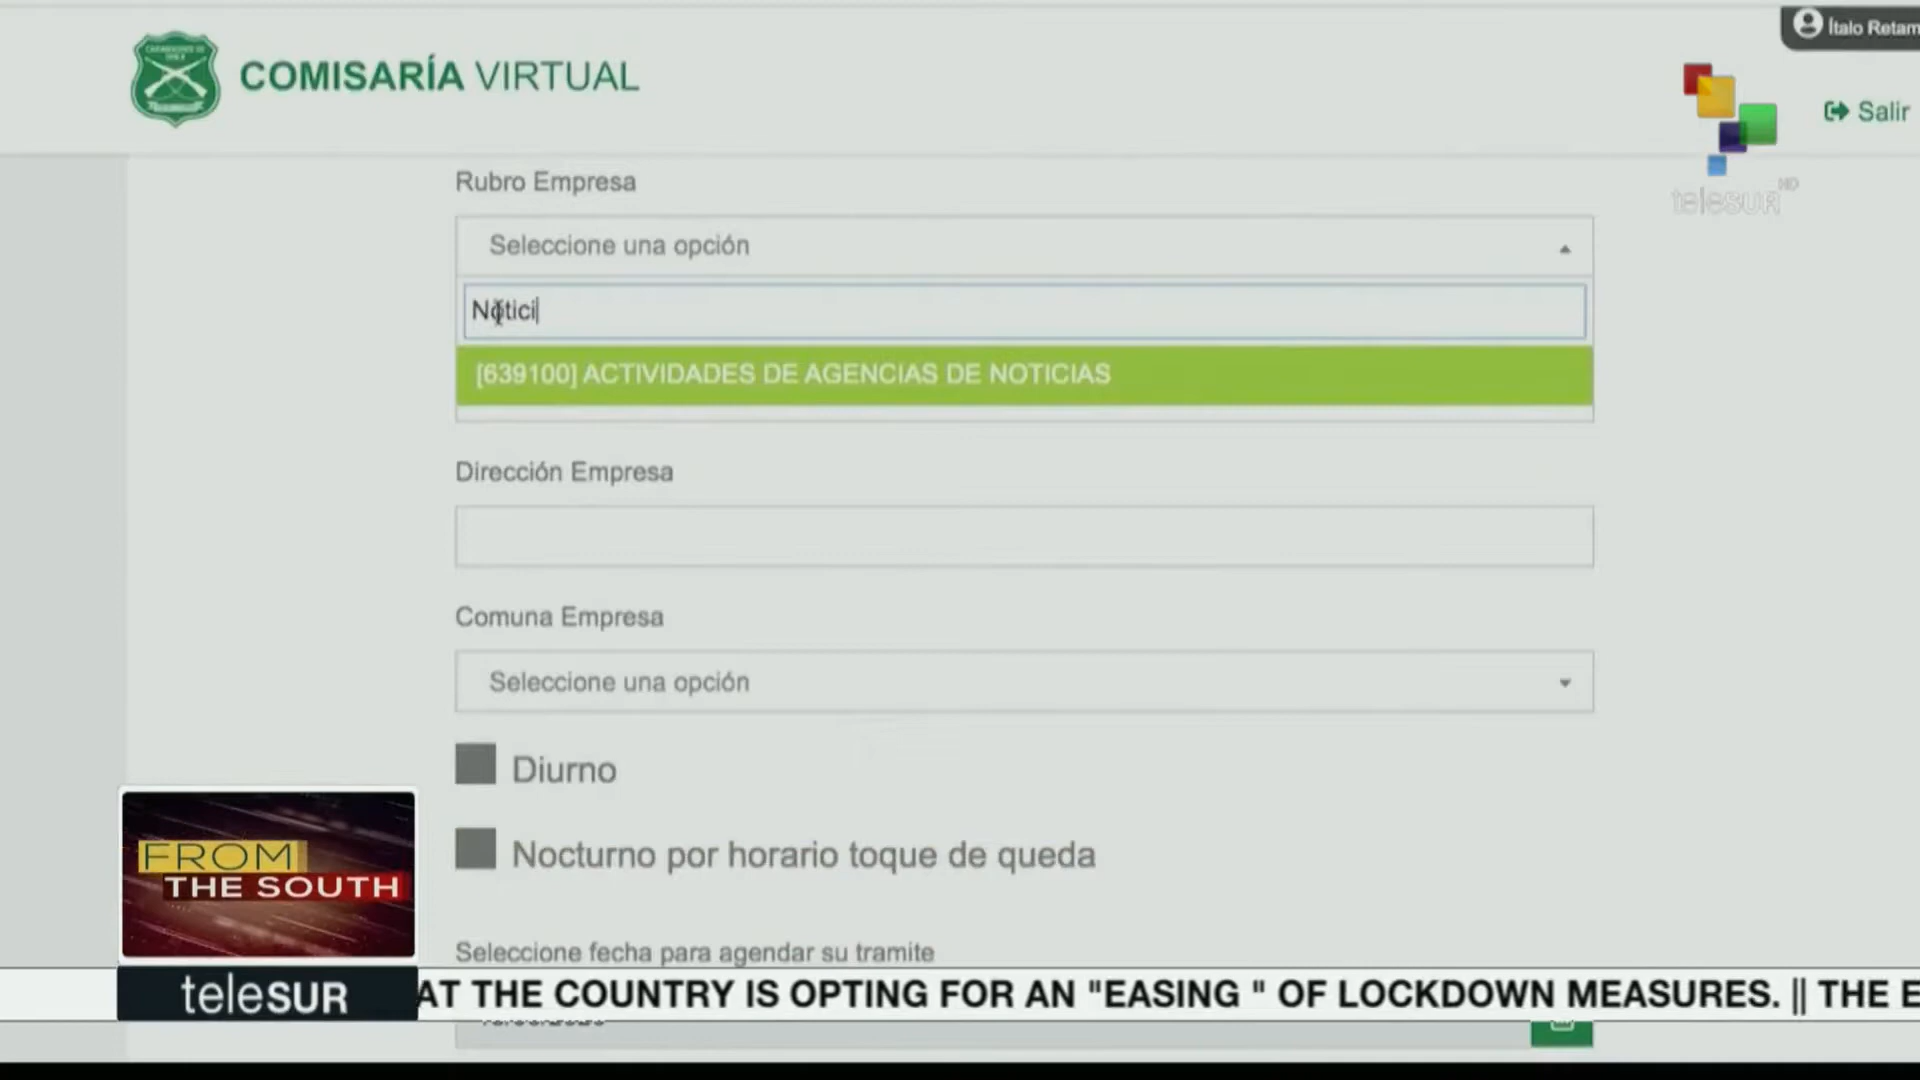 Ítalo Retam
COMISARÍA VIRTUAL
Salir
teleSUR HD
Rubro Empresa
Seleccione una opción
Notici
[639100] ACTIVIDADES DE AGENCIAS DE NOTICIAS
Dirección Empresa
Comuna Empresa
Seleccione una opción
Diurno
Nocturno por horario toque de queda
FROM
THE SOUTH
Seleccione fecha para agendar su tramite
teleSUR
AT THE COUNTRY IS OPTING FOR AN "EASING " OF LOCKDOWN MEASURES. || THE E